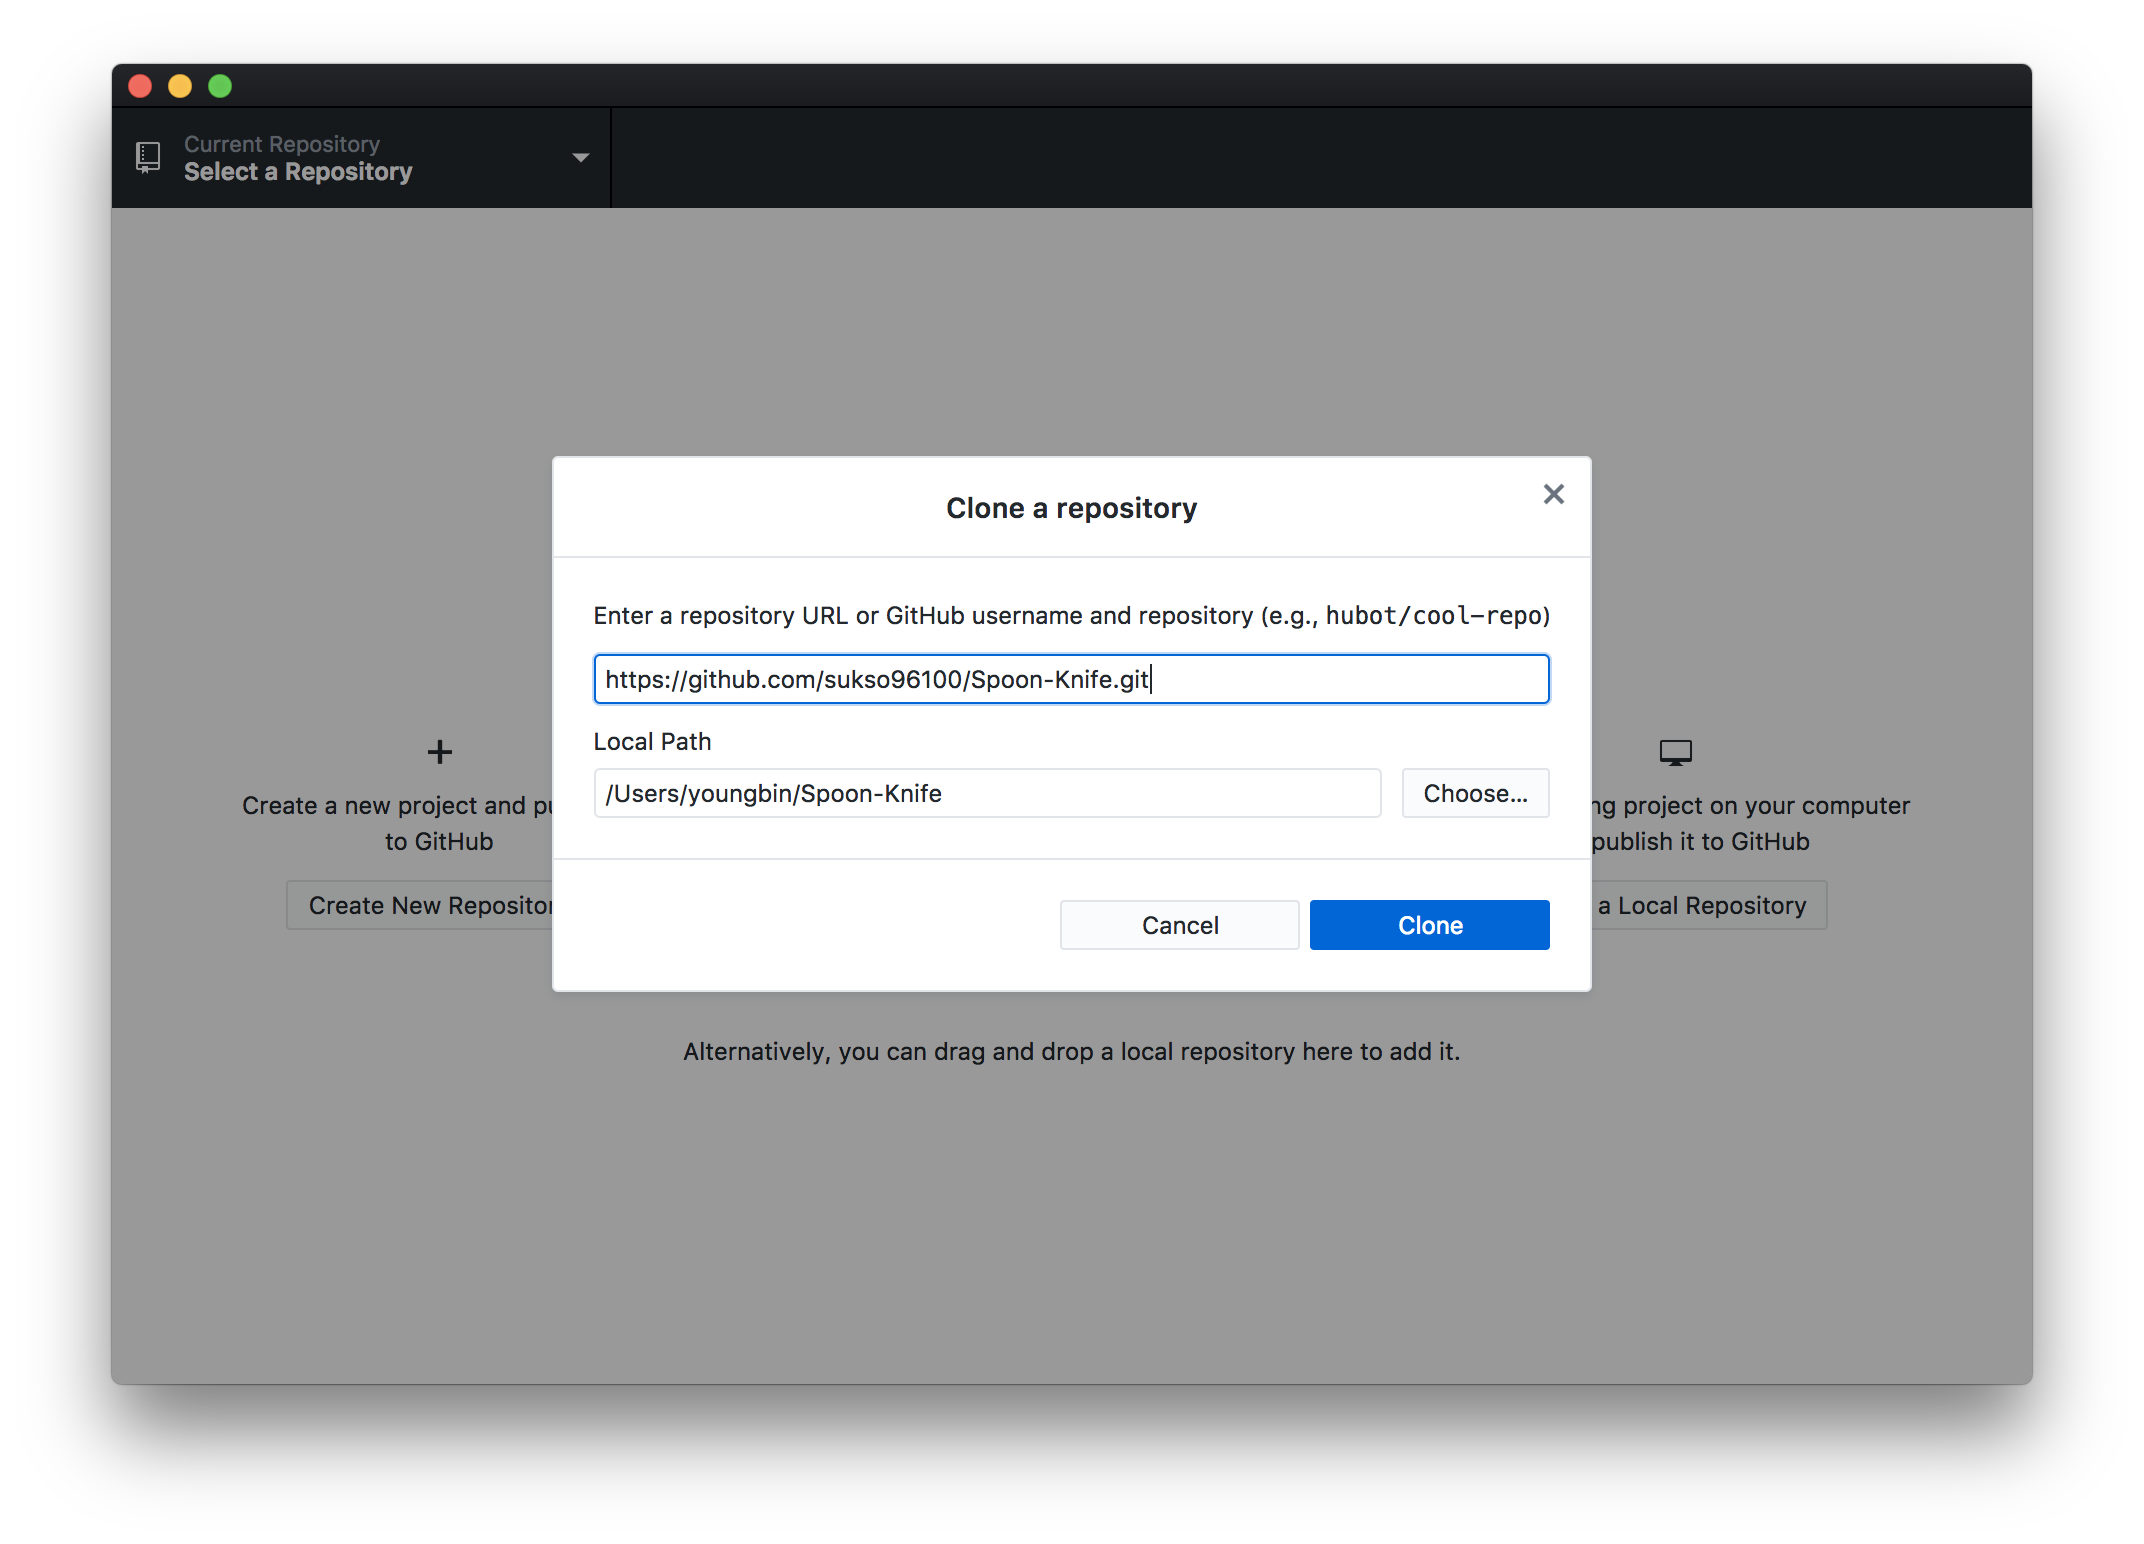 Current Repository
Select a Repository
Clone a repository
Enter a repository URL or GitHub username and repository (e.g., hubot/cool-repo)
https://github.com/sukso96100/Spoon-Knife.git
Local Path
/Users/youngbin/Spoon-Knife
Choose...
Cancel
Clone
Create a new project and
to GitHub
Create New
project on your computer
publish it to GitHub
a Local Repository
Alternatively, you can drag and drop a local repository here to add it.